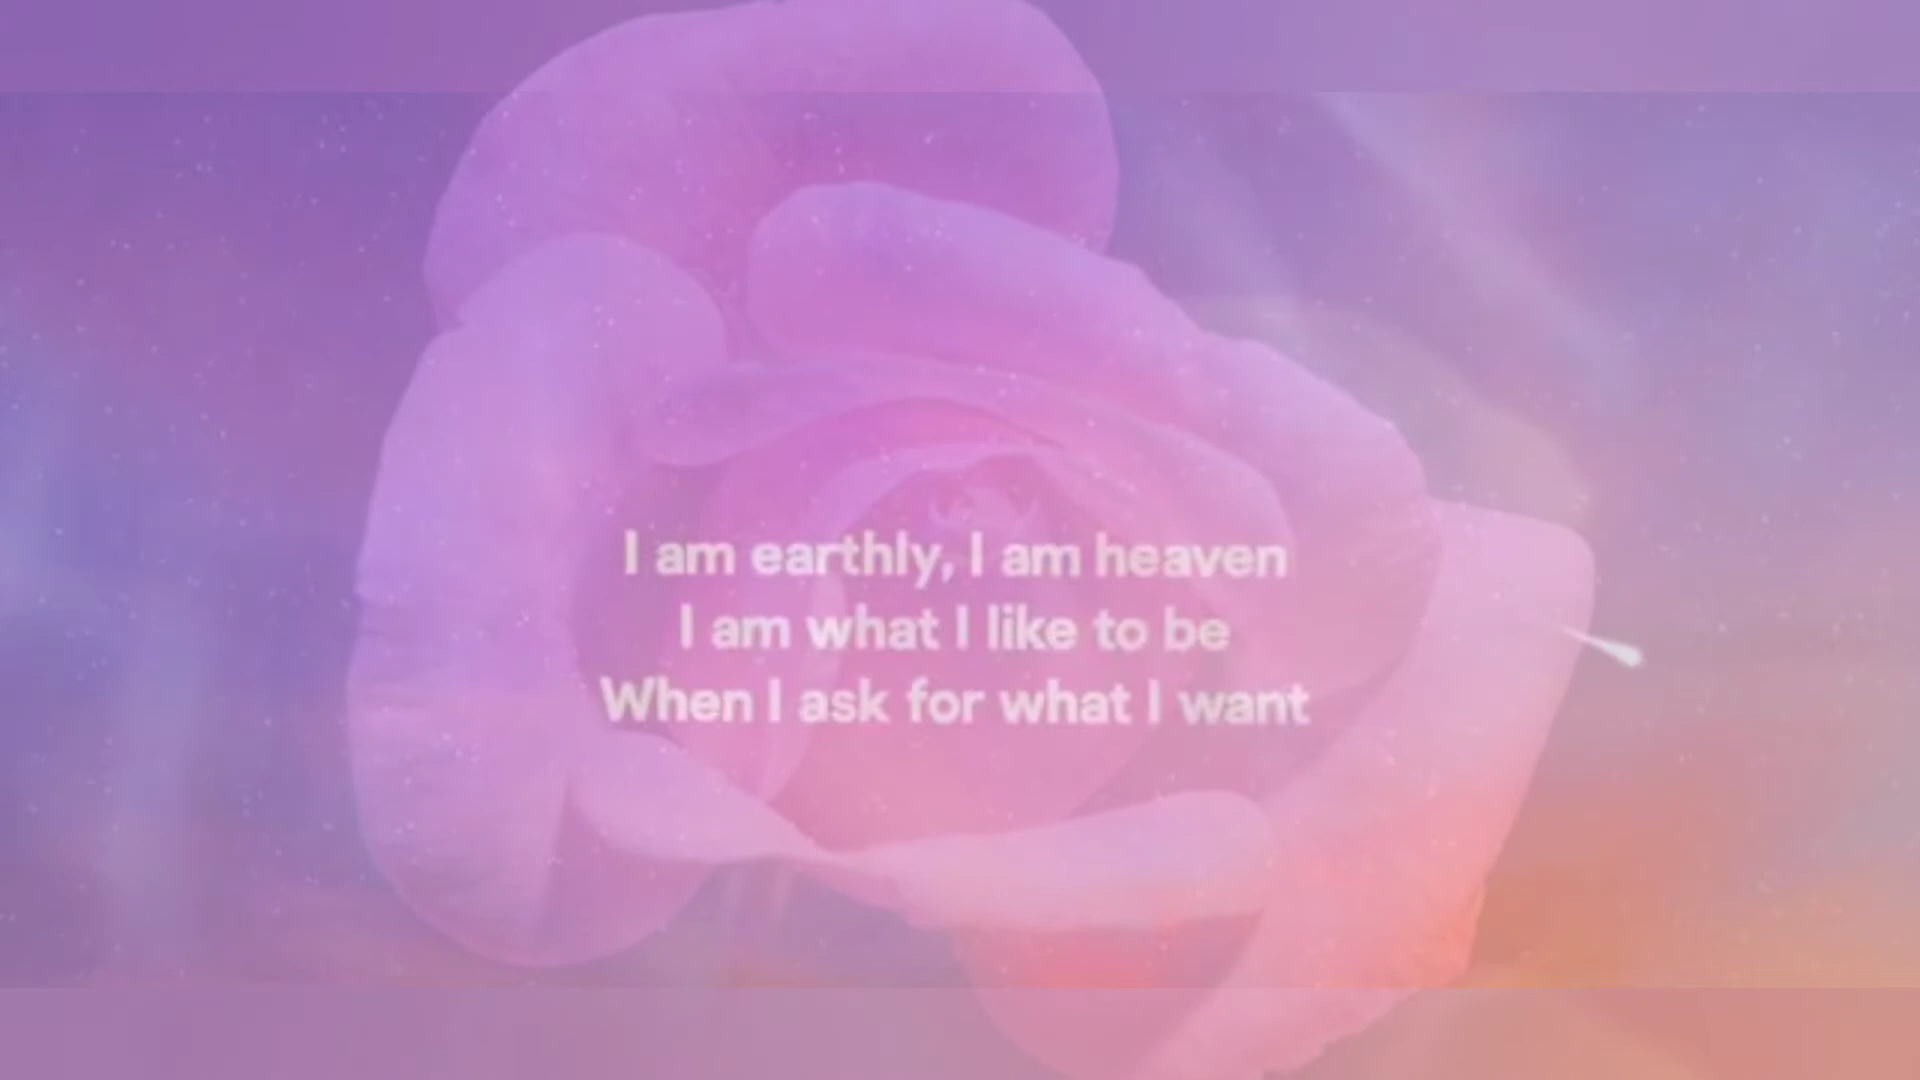 I am earthly, I am heaven
I am what I like to be
When I ask for what I want